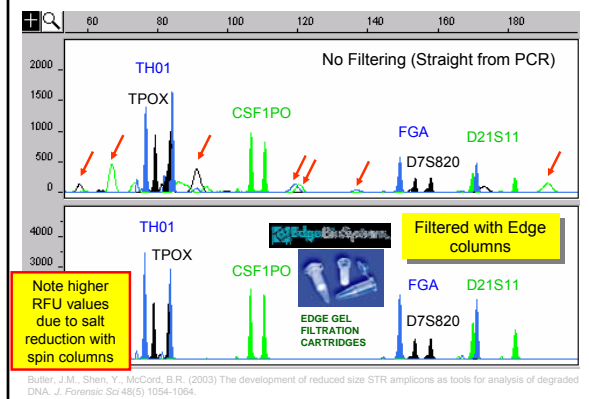 60 80 100 120 140 160 180
No Filtering (Straight from PCR)
2000
1500
1000
500
0
TH01
TPOX
CSF1PO
FGA
D7S820
D21S11
4000
3000
TH01
TPOX
CSF1PO
FGA
D7S820
D21S11
EdgeBioSystems
EDGE GEL
FILTRATION
CARTRIDGES
Filtered with Edge
columns
Note higher
RFU values
due to salt
reduction with
spin columns
Butler, J.M., Shen, Y., McCord, B.R. (2003) The development of reduced size STR amplicons as tools for analysis of degraded
DNA. J. Forensic Sci 48(5) 1054-1064.